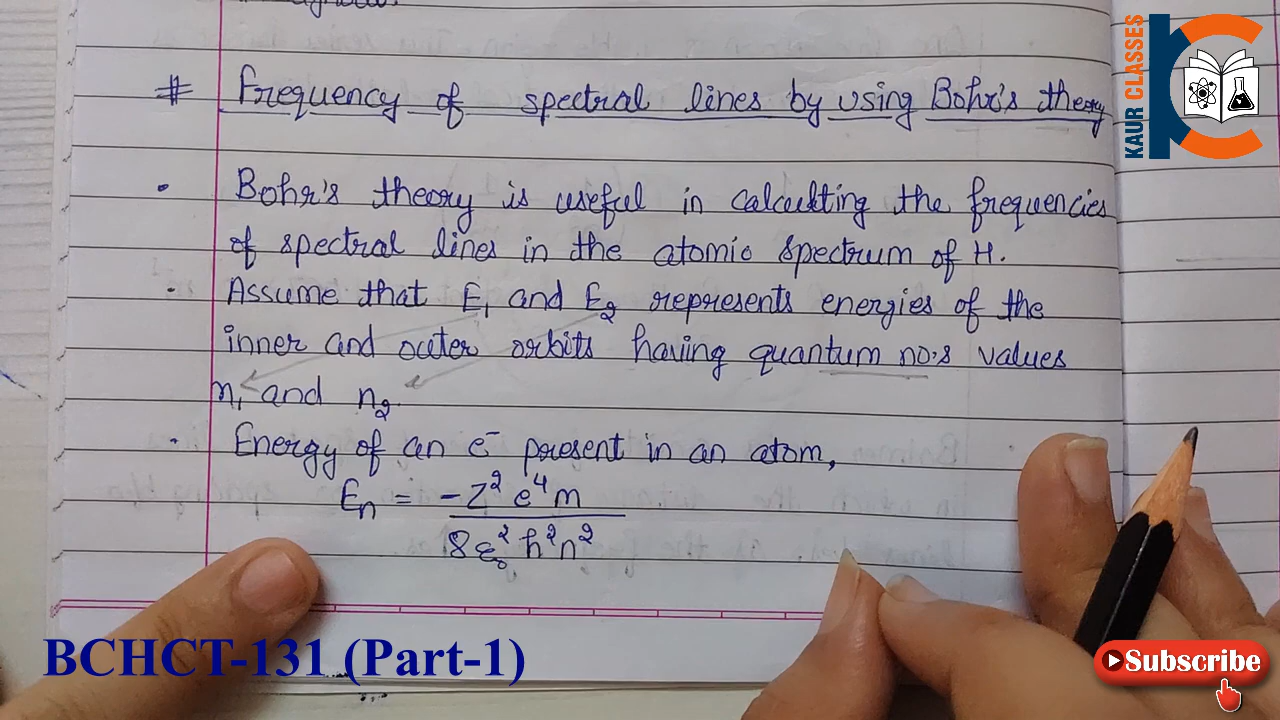 # Frequency of spectral lines by using Bohr's theory
• Bohr's theory is useful in calculating the frequencies
of spectral lines in the atomic spectrum of H.
• Assume that E₁ and E₂ represents energies of the
inner and outer orbits having quantum no.s values
n₁ and n₂.
• Energy of an e⁻ present in an atom,
Eₙ = -Z²e⁴m
8ε₀²h²n²
KAUR CLASSES
BCHCT-131 (Part-1)
Subscribe